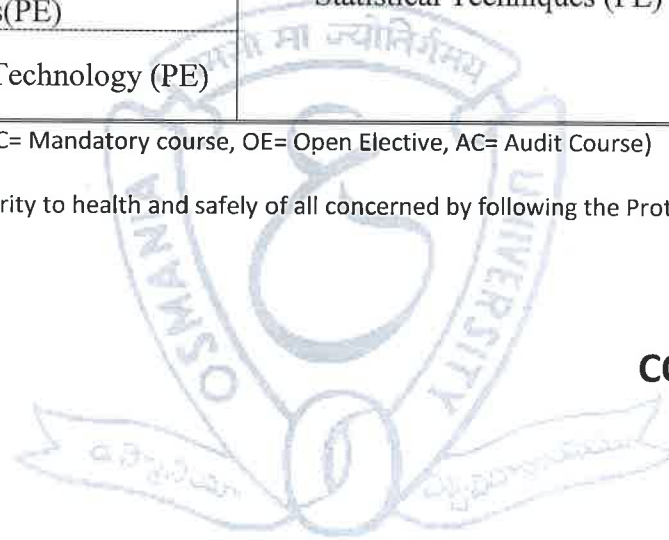 s(PE)
Statistical Techniques (PE)
Technology (PE)
C= Mandatory course, OE= Open Elective, AC= Audit Course)
rity to health and safely of all concerned by following the Prot
तमसो मा ज्योतिर्गमय
OSMANIA
UNIVERSITY
CO